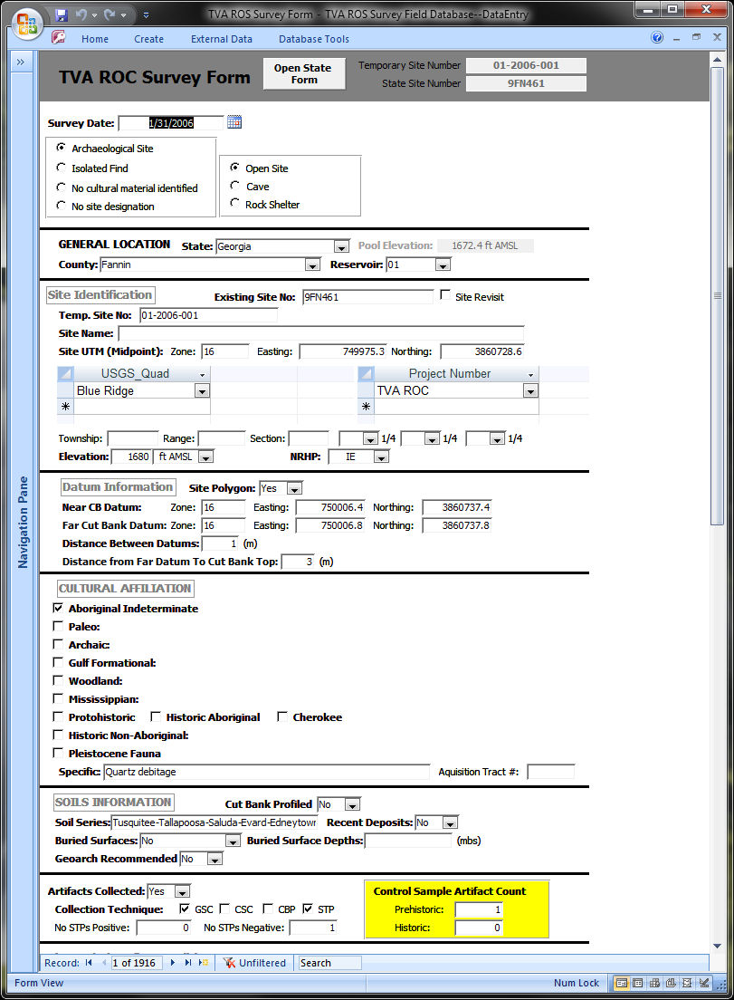 TVA ROS Survey Form - TVA ROS Survey Field Database--DataEntry
Home Create External Data Database Tools
TVA ROC Survey Form
Open State Form
Temporary Site Number 01-2006-001
State Site Number 9FN461
Survey Date: 1/31/2006
Archaeological Site
Isolated Find
No cultural material identified
No site designation
Open Site
Cave
Rock Shelter
GENERAL LOCATION State: Georgia Pool Elevation: 1672.4 ft AMSL
County: Fannin Reservoir: 01
Site Identification Existing Site No: 9FN461 Site Revisit
Temp. Site No: 01-2006-001
Site Name:
Site UTM (Midpoint): Zone: 16 Easting: 749975.3 Northing: 3860728.6
USGS_Quad Project Number
Blue Ridge TVA ROC
Township: Range: Section: 1/4 1/4 1/4
Elevation: 1680 ft AMSL NRHP: IE
Datum Information Site Polygon: Yes
Near CB Datum: Zone: 16 Easting: 750006.4 Northing: 3860737.4
Far Cut Bank Datum: Zone: 16 Easting: 750006.8 Northing: 3860737.8
Distance Between Datums: 1 (m)
Distance from Far Datum To Cut Bank Top: 3 (m)
CULTURAL AFFILIATION
Aboriginal Indeterminate
Paleo:
Archaic:
Gulf Formational:
Woodland:
Mississippian:
Protohistoric Historic Aboriginal Cherokee
Historic Non-Aboriginal:
Pleistocene Fauna
Specific: Quartz debitage Aquisition Tract #:
SOILS INFORMATION Cut Bank Profiled No
Soil Series: Tusquitee-Tallapoosa-Saluda-Evard-Edneytown Recent Deposits: No
Buried Surfaces: No Buried Surface Depths: (mbs)
Geoarch Recommended No
Artifacts Collected: Yes
Collection Technique: GSC CSC CBP STP
No STPs Positive: 0 No STPs Negative: 1
Control Sample Artifact Count
Prehistoric: 1
Historic: 0
Navigation Pane
Record: 1 of 1916 Unfiltered Search
Form View Num Lock